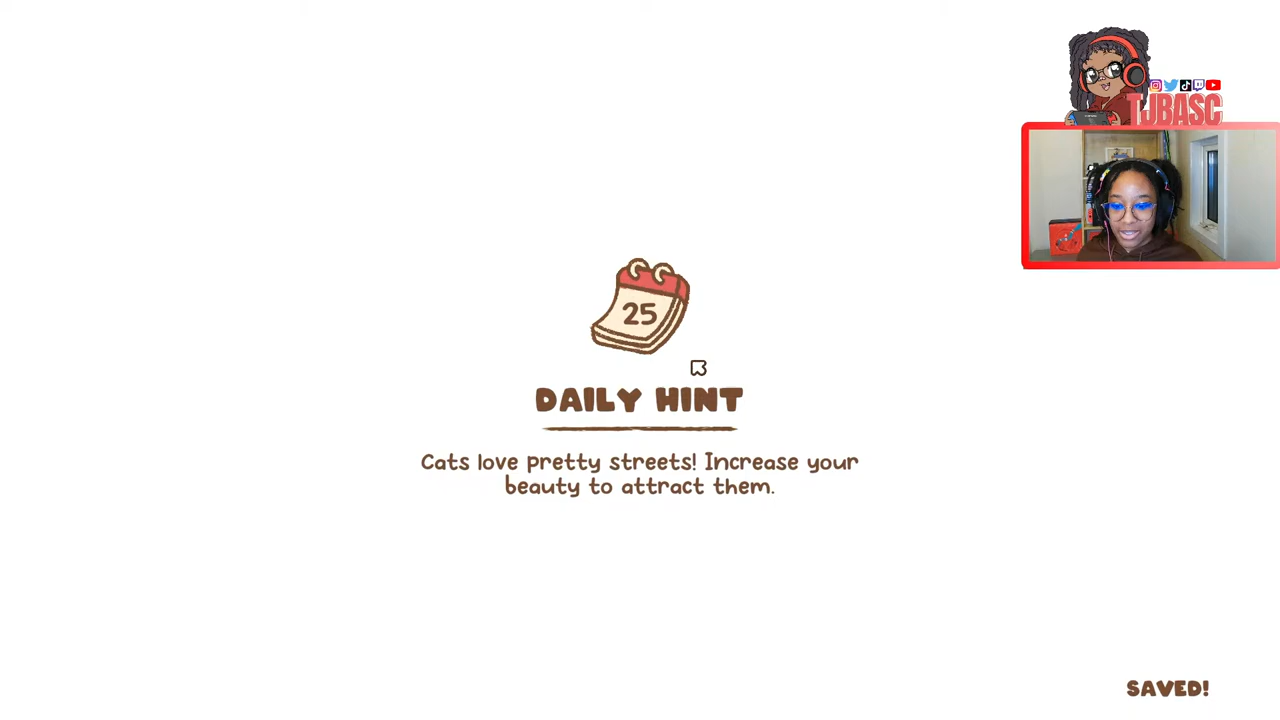 TJBASC
25
DAILY HINT
Cats love pretty streets! Increase your
beauty to attract them.
SAVED!